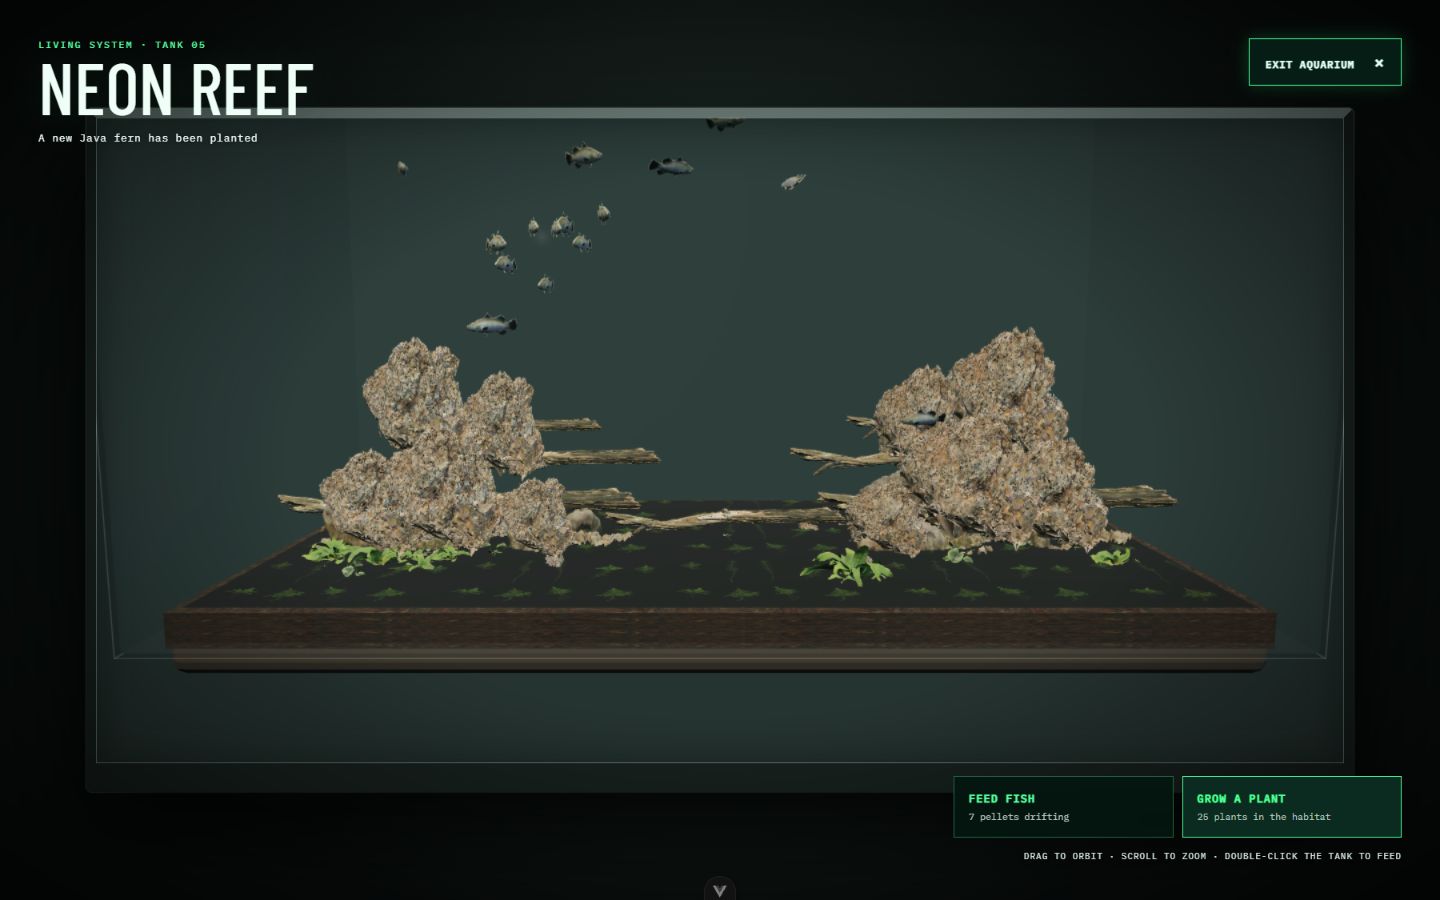 LIVING SYSTEM · TANK 05
NEON REEF
A new Java fern has been planted
EXIT AQUARIUM ×
FEED FISH
7 pellets drifting
GROW A PLANT
25 plants in the habitat
DRAG TO ORBIT · SCROLL TO ZOOM · DOUBLE-CLICK THE TANK TO FEED